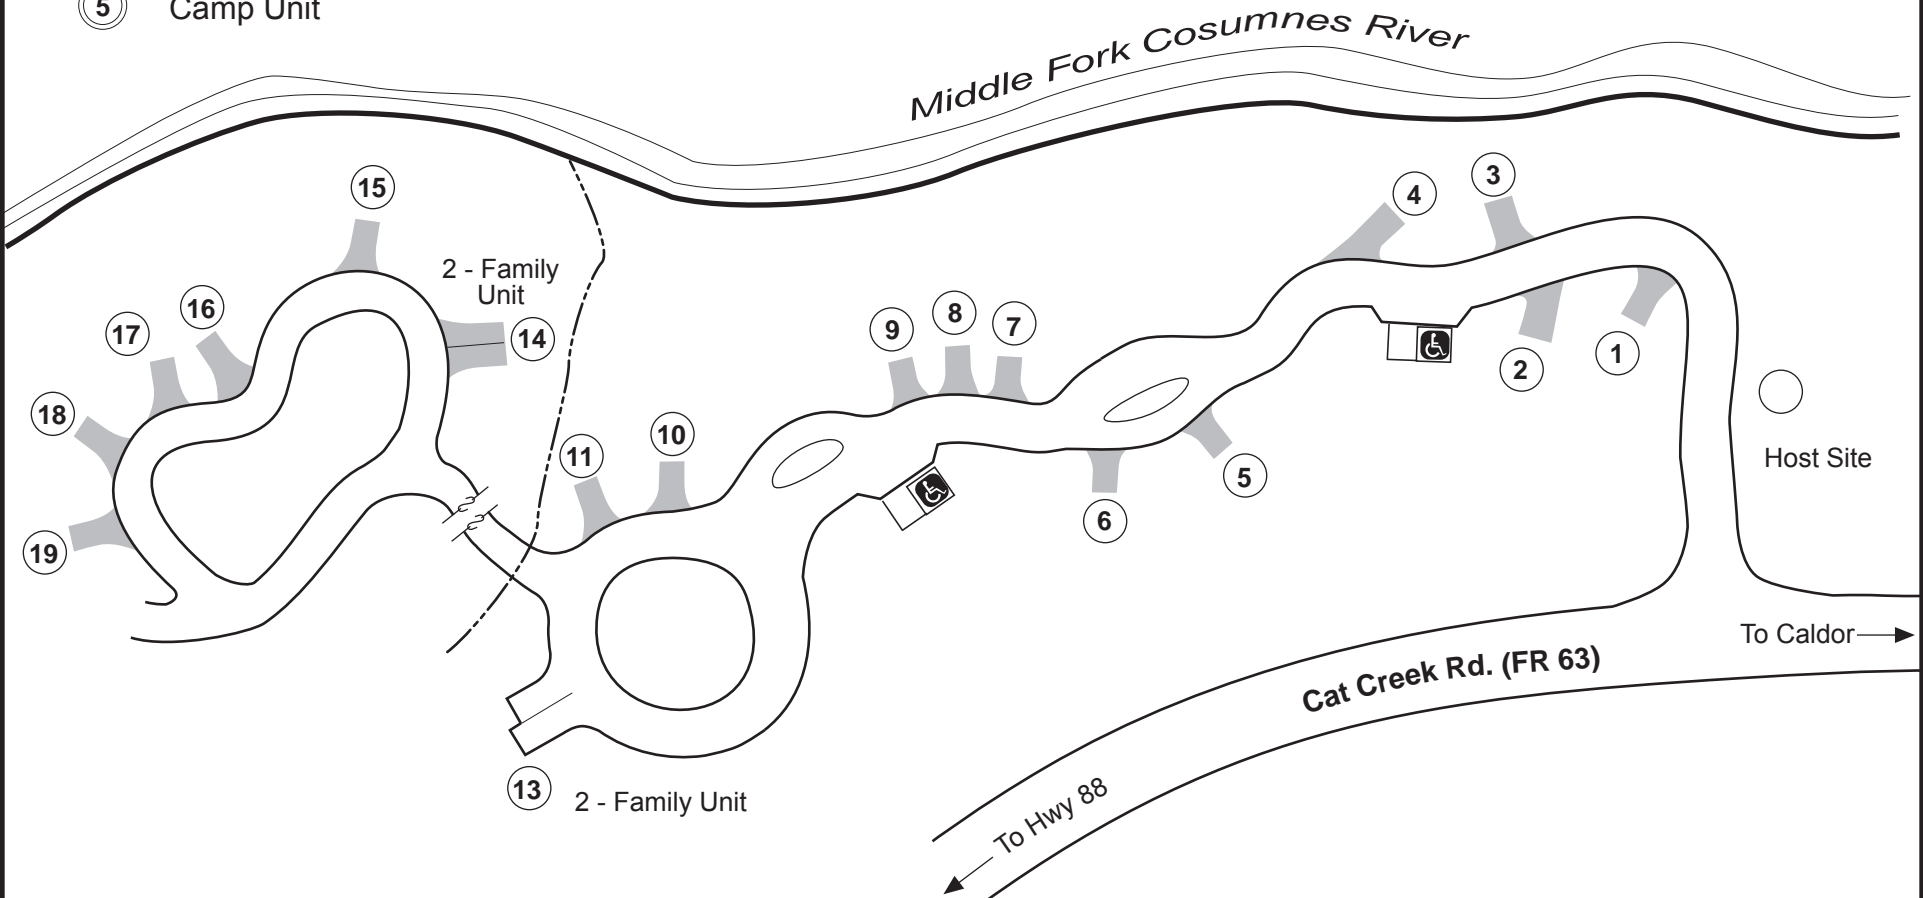 5 Camp Unit
Middle Fork Cosumnes River
15
3
4
2 - Family
Unit
16
17
14
9
8
7
1
2
18
10
11
Host Site
5
6
19
To Caldor
Cat Creek Rd. (FR 63)
13
2 - Family Unit
To Hwy 88